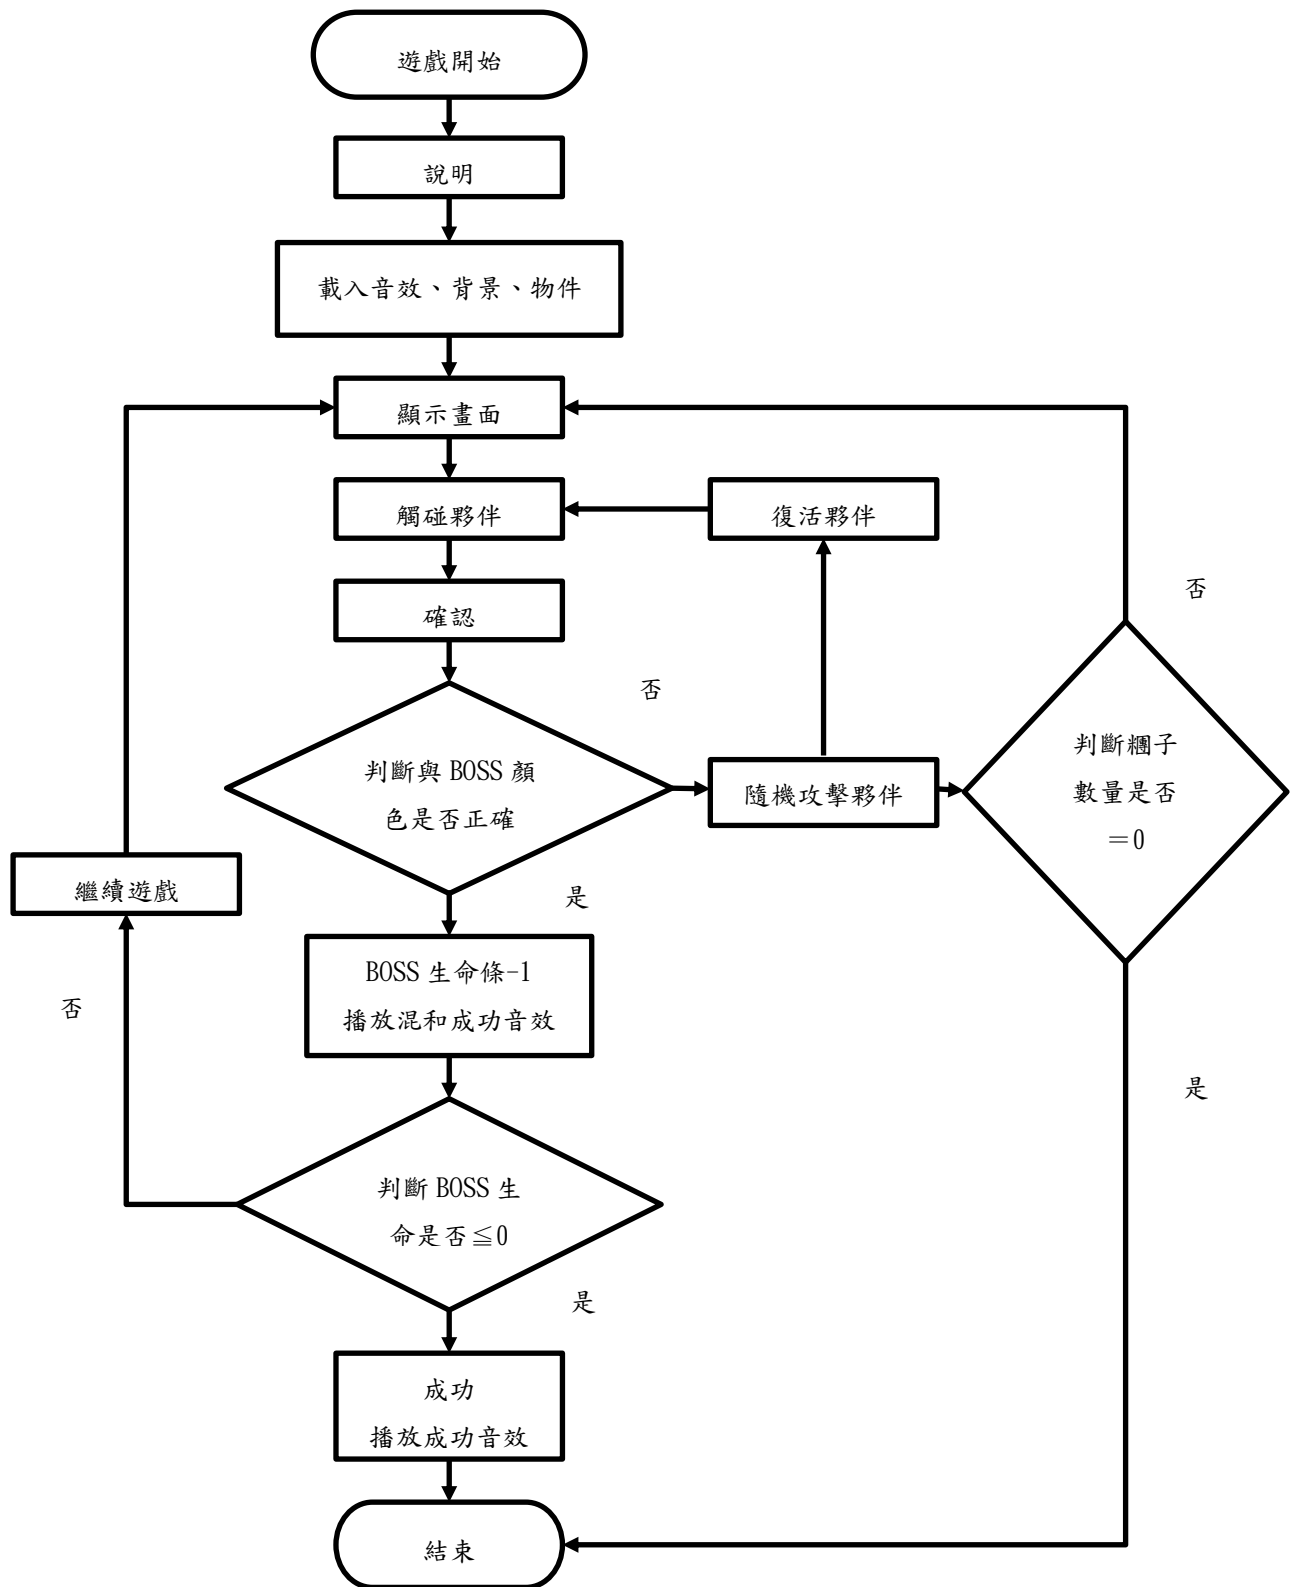 遊戲開始
說明
載入音效、背景、物件
顯示畫面
觸碰夥伴
復活夥伴
否
確認
否
判斷與 BOSS 顏
色是否正確
隨機攻擊夥伴
判斷糰子
數量是否
＝0
繼續遊戲
是
BOSS 生命條-1
播放混和成功音效
否
是
判斷 BOSS 生
命是否≦0
是
成功
播放成功音效
結束